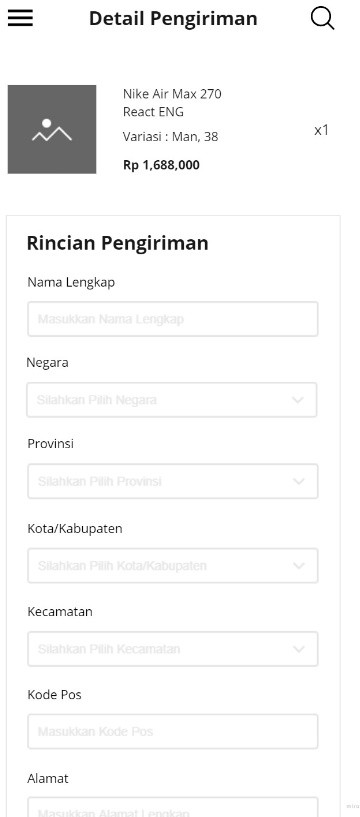 Detail Pengiriman
Nike Air Max 270
React ENG
Variasi : Man, 38
x1
Rp 1,688,000
Rincian Pengiriman
Nama Lengkap
Masukkan Nama Lengkap
Negara
Silahkan Pilih Negara
Provinsi
Silahkan Pilih Provinsi
Kota/Kabupaten
Silahkan Pilih Kota/Kabupaten
Kecamatan
Silahkan Pilih Kecamatan
Kode Pos
Masukkan Kode Pos
Alamat
Masukkan Alamat Lengkap